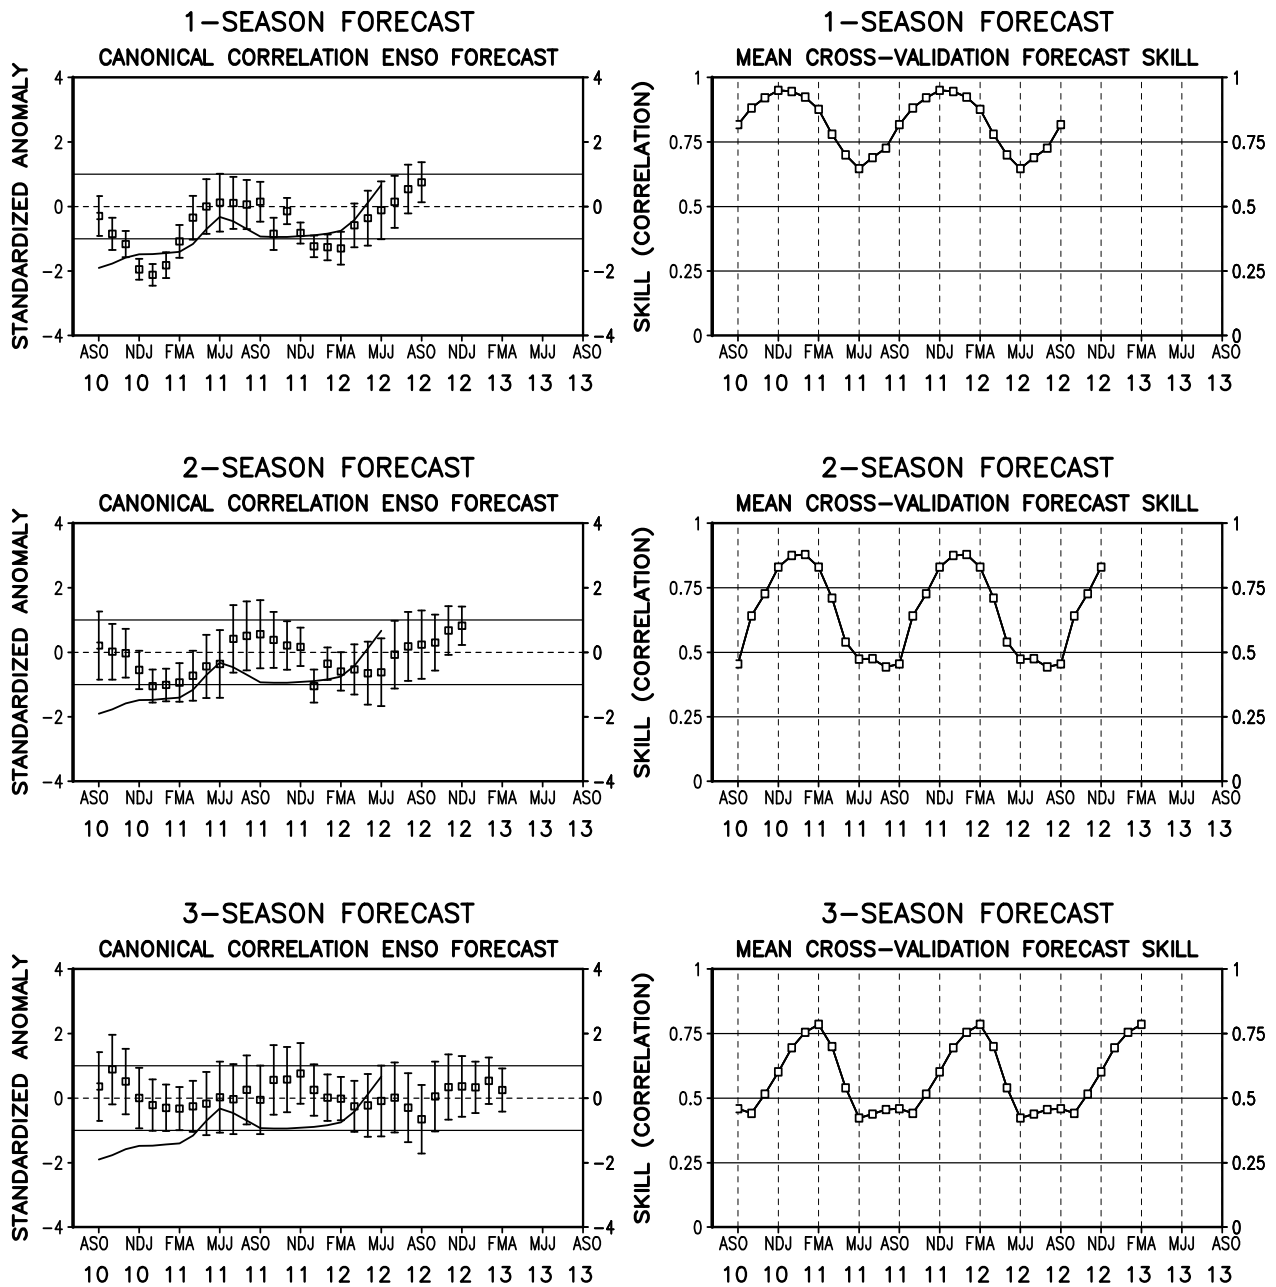 1-SEASON FORECAST
CANONICAL CORRELATION ENSO FORECAST
STANDARDIZED ANOMALY
4
2
0
-2
-4
4
2
0
-2
-4
ASO NDJ FMA MJJ ASO NDJ FMA MJJ ASO NDJ FMA MJJ ASO
10 10 11 11 11 11 12 12 12 12 13 13 13
1-SEASON FORECAST
MEAN CROSS-VALIDATION FORECAST SKILL
SKILL (CORRELATION)
1
0.75
0.5
0.25
0
1
0.75
0.5
0.25
0
ASO NDJ FMA MJJ ASO NDJ FMA MJJ ASO NDJ FMA MJJ ASO
10 10 11 11 11 11 12 12 12 12 13 13 13
2-SEASON FORECAST
CANONICAL CORRELATION ENSO FORECAST
STANDARDIZED ANOMALY
4
2
0
-2
-4
4
2
0
-2
-4
ASO NDJ FMA MJJ ASO NDJ FMA MJJ ASO NDJ FMA MJJ ASO
10 10 11 11 11 11 12 12 12 12 13 13 13
2-SEASON FORECAST
MEAN CROSS-VALIDATION FORECAST SKILL
SKILL (CORRELATION)
1
0.75
0.5
0.25
0
1
0.75
0.5
0.25
0
ASO NDJ FMA MJJ ASO NDJ FMA MJJ ASO NDJ FMA MJJ ASO
10 10 11 11 11 11 12 12 12 12 13 13 13
3-SEASON FORECAST
CANONICAL CORRELATION ENSO FORECAST
STANDARDIZED ANOMALY
4
2
0
-2
-4
4
2
0
-2
-4
ASO NDJ FMA MJJ ASO NDJ FMA MJJ ASO NDJ FMA MJJ ASO
10 10 11 11 11 11 12 12 12 12 13 13 13
3-SEASON FORECAST
MEAN CROSS-VALIDATION FORECAST SKILL
SKILL (CORRELATION)
1
0.75
0.5
0.25
0
1
0.75
0.5
0.25
0
ASO NDJ FMA MJJ ASO NDJ FMA MJJ ASO NDJ FMA MJJ ASO
10 10 11 11 11 11 12 12 12 12 13 13 13